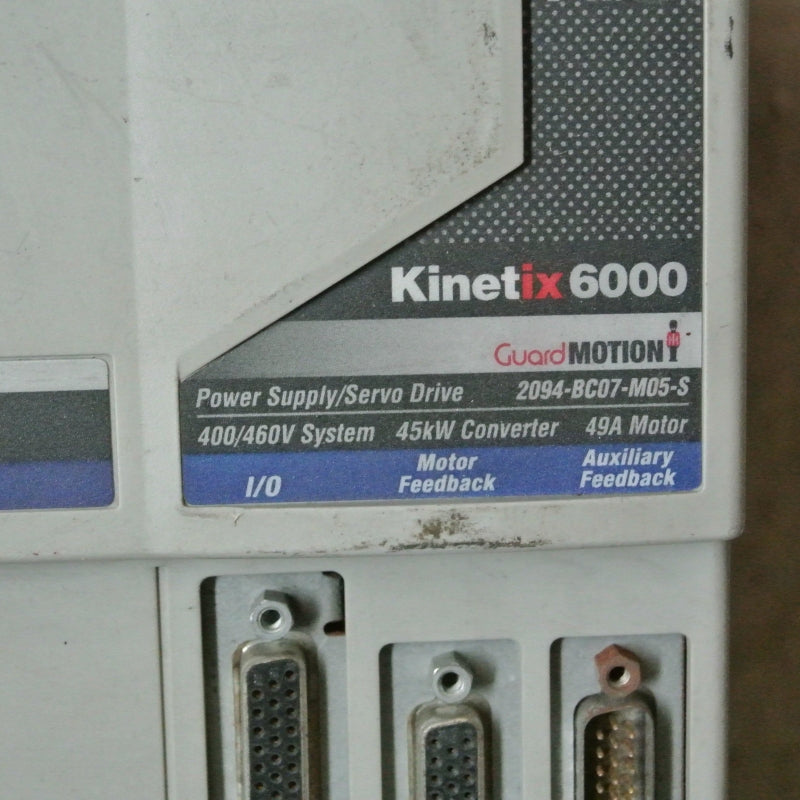 Kinetix 6000
GuardMOTION
Power Supply/Servo Drive 2094-BC07-M05-S
400/460V System 45kW Converter 49A Motor
I/O Motor Feedback Auxiliary Feedback